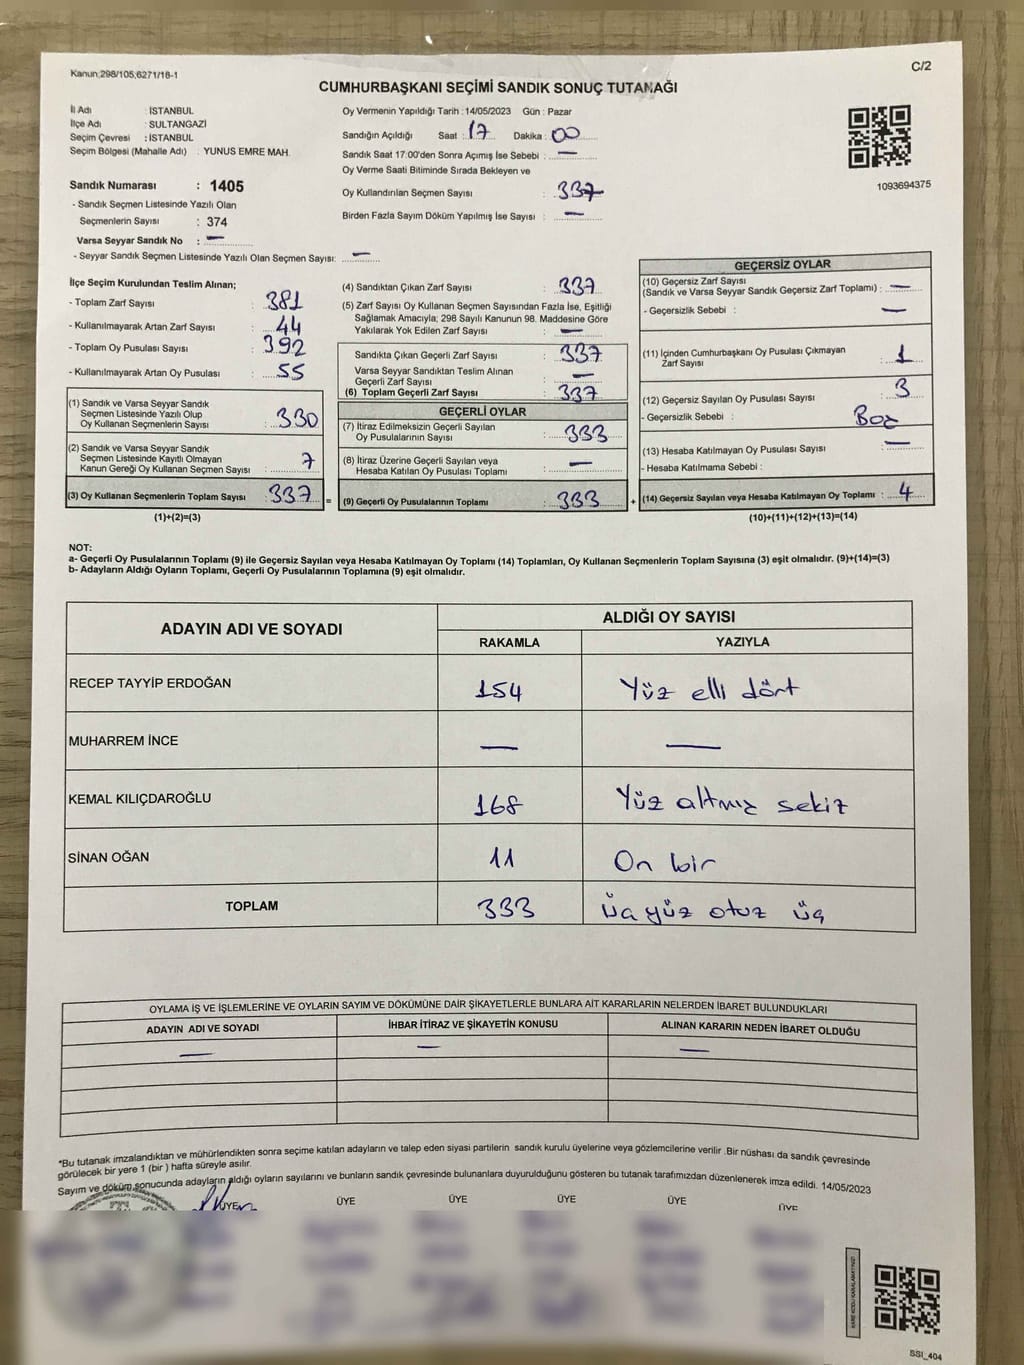 Kanun;298/105;6271/18-1
C/2
CUMHURBAŞKANI SEÇİMİ SANDIK SONUÇ TUTANAĞI
İl Adı : İSTANBUL
İlçe Adı : SULTANGAZİ
Seçim Çevresi : İSTANBUL
Seçim Bölgesi (Mahalle Adı) : YUNUS EMRE MAH.
Sandık Numarası : 1405
- Sandık Seçmen Listesinde Yazılı Olan
Seçmenlerin Sayısı : 374
Varsa Seyyar Sandık No : —
- Seyyar Sandık Seçmen Listesinde Yazılı Olan Seçmen Sayısı: —
Oy Vermenin Yapıldığı Tarih : 14/05/2023 Gün : Pazar
Sandığın Açıldığı Saat : 17 Dakika : 00
Sandık Saat 17:00'den Sonra Açımış İse Sebebi : —
Oy Verme Saati Bitiminde Sırada Bekleyen ve
Oy Kullandırılan Seçmen Sayısı : 337
Birden Fazla Sayım Döküm Yapılmış İse Sayısı : —
1093694375
İlçe Seçim Kurulundan Teslim Alınan;
- Toplam Zarf Sayısı : 381
- Kullanılmayarak Artan Zarf Sayısı : 44
- Toplam Oy Pusulası Sayısı : 392
- Kullanılmayarak Artan Oy Pusulası : 55
(1) Sandık ve Varsa Seyyar Sandık
Seçmen Listesinde Yazılı Olup
Oy Kullanan Seçmenlerin Sayısı : 330
(2) Sandık ve Varsa Seyyar Sandık
Seçmen Listesinde Kayıtlı Olmayan
Kanun Gereği Oy Kullanan Seçmen Sayısı : 7
(3) Oy Kullanan Seçmenlerin Toplam Sayısı : 337
(1)+(2)=(3)
(4) Sandıktan Çıkan Zarf Sayısı : 337
(5) Zarf Sayısı Oy Kullanan Seçmen Sayısından Fazla İse, Eşitliği
Sağlamak Amacıyla; 298 Sayılı Kanunun 98. Maddesine Göre
Yakılarak Yok Edilen Zarf Sayısı : —
Sandıkta Çıkan Geçerli Zarf Sayısı : 337
Varsa Seyyar Sandıktan Teslim Alınan
Geçerli Zarf Sayısı : —
(6) Toplam Geçerli Zarf Sayısı : 337
GEÇERLİ OYLAR
(7) İtiraz Edilmeksizin Geçerli Sayılan
Oy Pusulalarının Sayısı : 333
(8) İtiraz Üzerine Geçerli Sayılan veya
Hesaba Katılan Oy Pusulası Toplamı : —
= (9) Geçerli Oy Pusulalarının Toplamı : 333 +
GEÇERSİZ OYLAR
(10) Geçersiz Zarf Sayısı
(Sandık ve Varsa Seyyar Sandık Geçersiz Zarf Toplamı) : —
- Geçersizlik Sebebi : —
(11) İçinden Cumhurbaşkanı Oy Pusulası Çıkmayan
Zarf Sayısı : 1
(12) Geçersiz Sayılan Oy Pusulası Sayısı : 3
- Geçersizlik Sebebi : Boz
(13) Hesaba Katılmayan Oy Pusulası Sayısı : —
- Hesaba Katılmama Sebebi :
(14) Geçersiz Sayılan veya Hesaba Katılmayan Oy Toplamı : 4
(10)+(11)+(12)+(13)=(14)
NOT:
a- Geçerli Oy Pusulalarının Toplamı (9) ile Geçersiz Sayılan veya Hesaba Katılmayan Oy Toplamı (14) Toplamları, Oy Kullanan Seçmenlerin Toplam Sayısına (3) eşit olmalıdır. (9)+(14)=(3)
b- Adayların Aldığı Oyların Toplamı, Geçerli Oy Pusulalarının Toplamına (9) eşit olmalıdır.
ADAYIN ADI VE SOYADI
ALDIĞI OY SAYISI
RAKAMLA YAZIYLA
RECEP TAYYİP ERDOĞAN 154 Yüz elli dört
MUHARREM İNCE — —
KEMAL KILIÇDAROĞLU 168 Yüz altmız sekiz
SİNAN OĞAN 11 On bir
TOPLAM 333 üç yüz otuz üç
OYLAMA İŞ VE İŞLEMLERİNE VE OYLARIN SAYIM VE DÖKÜMÜNE DAİR ŞİKAYETLERLE BUNLARA AİT KARARLARIN NELERDEN İBARET BULUNDUKLARI
ADAYIN ADI VE SOYADI İHBAR İTİRAZ VE ŞİKAYETİN KONUSU ALINAN KARARIN NEDEN İBARET OLDUĞU
— — —
*Bu tutanak imzalandıktan ve mühürlendikten sonra seçime katılan adayların ve talep eden siyasi partilerin sandık kurulu üyelerine veya gözlemcilerine verilir .Bir nüshası da sandık çevresinde
görülecek bir yere 1 (bir ) hafta süreyle asılır.
Sayım ve döküm sonucunda adayların aldığı oyların sayılarını ve bunların sandık çevresinde bulunanlara duyurulduğunu gösteren bu tutanak tarafımızdan düzenlenerek imza edildi. 14/05/2023
ÜYE ÜYE ÜYE ÜYE ÜYE ÜYE
SSI_404